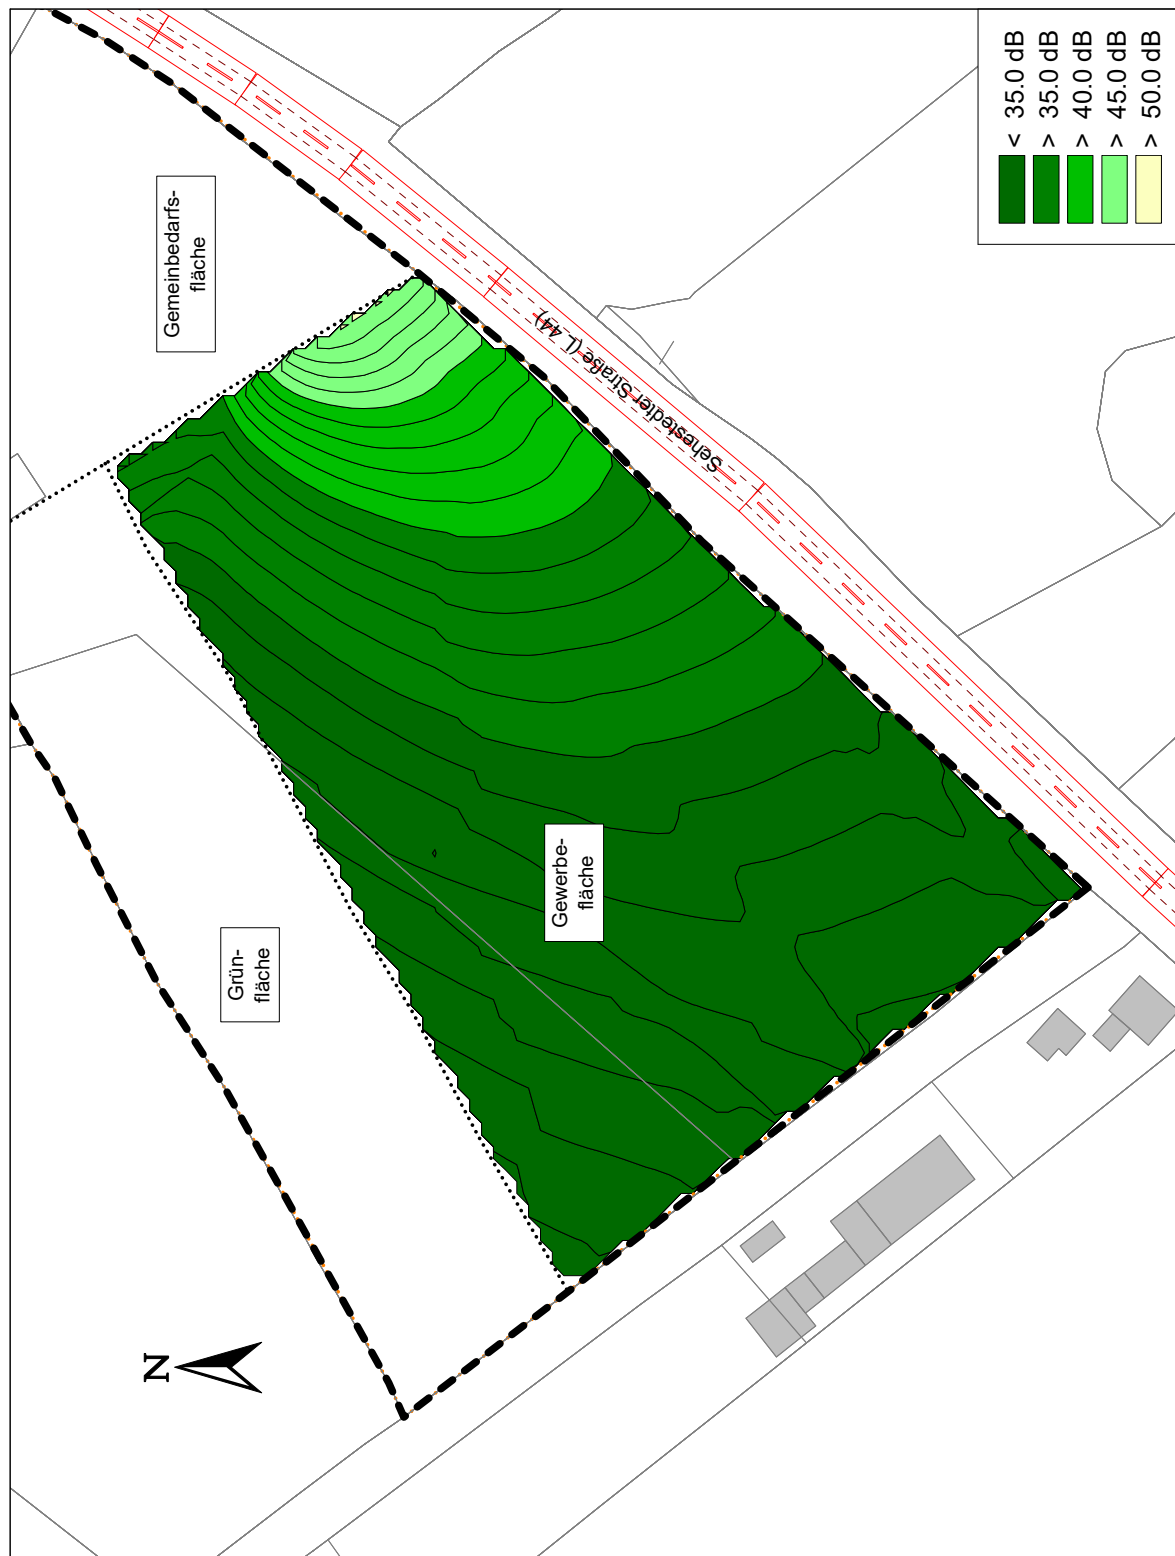 Gemeinbedarfs-
fläche
Grün-
fläche
Gewerbe-
fläche
Sehestedter Straße (L 44)
N
< 35.0 dB
> 35.0 dB
> 40.0 dB
> 45.0 dB
> 50.0 dB